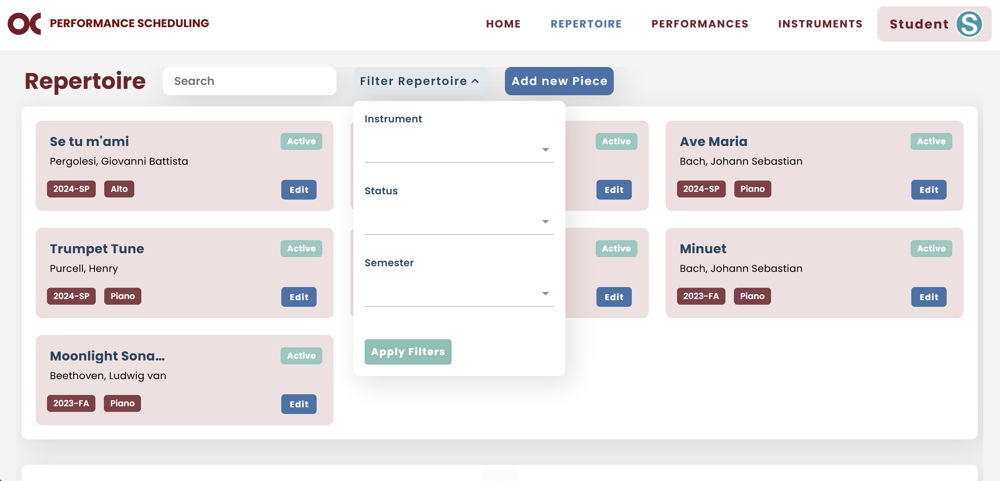 OC PERFORMANCE SCHEDULING
HOME REPERTOIRE PERFORMANCES INSTRUMENTS Student S
Repertoire Search Filter Repertoire Add new Piece
Se tu m'ami Active
Pergolesi, Giovanni Battista
2024-SP Alto Edit
Instrument
Status
Semester
Apply Filters
Active
Edit
Ave Maria Active
Bach, Johann Sebastian
2024-SP Piano Edit
Trumpet Tune Active
Purcell, Henry
2024-SP Piano Edit
Active
Edit
Minuet Active
Bach, Johann Sebastian
2023-FA Piano Edit
Moonlight Sona...  Active
Beethoven, Ludwig van
2023-FA Piano Edit